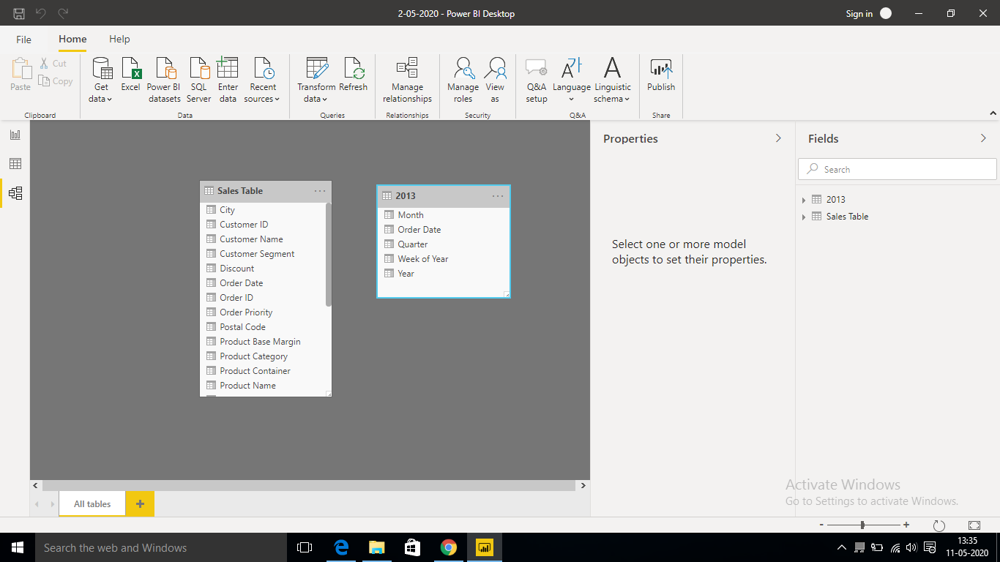 2-05-2020 - Power BI Desktop
Sign in
File
Home
Help
Paste
Cut
Copy
Clipboard
Get
data
Excel
Power BI
datasets
SQL
Server
Enter
data
Recent
sources
Data
Transform
data
Refresh
Queries
Manage
relationships
Relationships
Manage
roles
View
as
Security
Q&A
setup
Language
Linguistic
schema
Q&A
Publish
Share
Sales Table
City
Customer ID
Customer Name
Customer Segment
Discount
Order Date
Order ID
Order Priority
Postal Code
Product Base Margin
Product Category
Product Container
Product Name
2013
Month
Order Date
Quarter
Week of Year
Year
Properties
Select one or more model
objects to set their properties.
Fields
Search
2013
Sales Table
Activate Windows
Go to Settings to activate Windows.
All tables
Search the web and Windows
13:35
11-05-2020